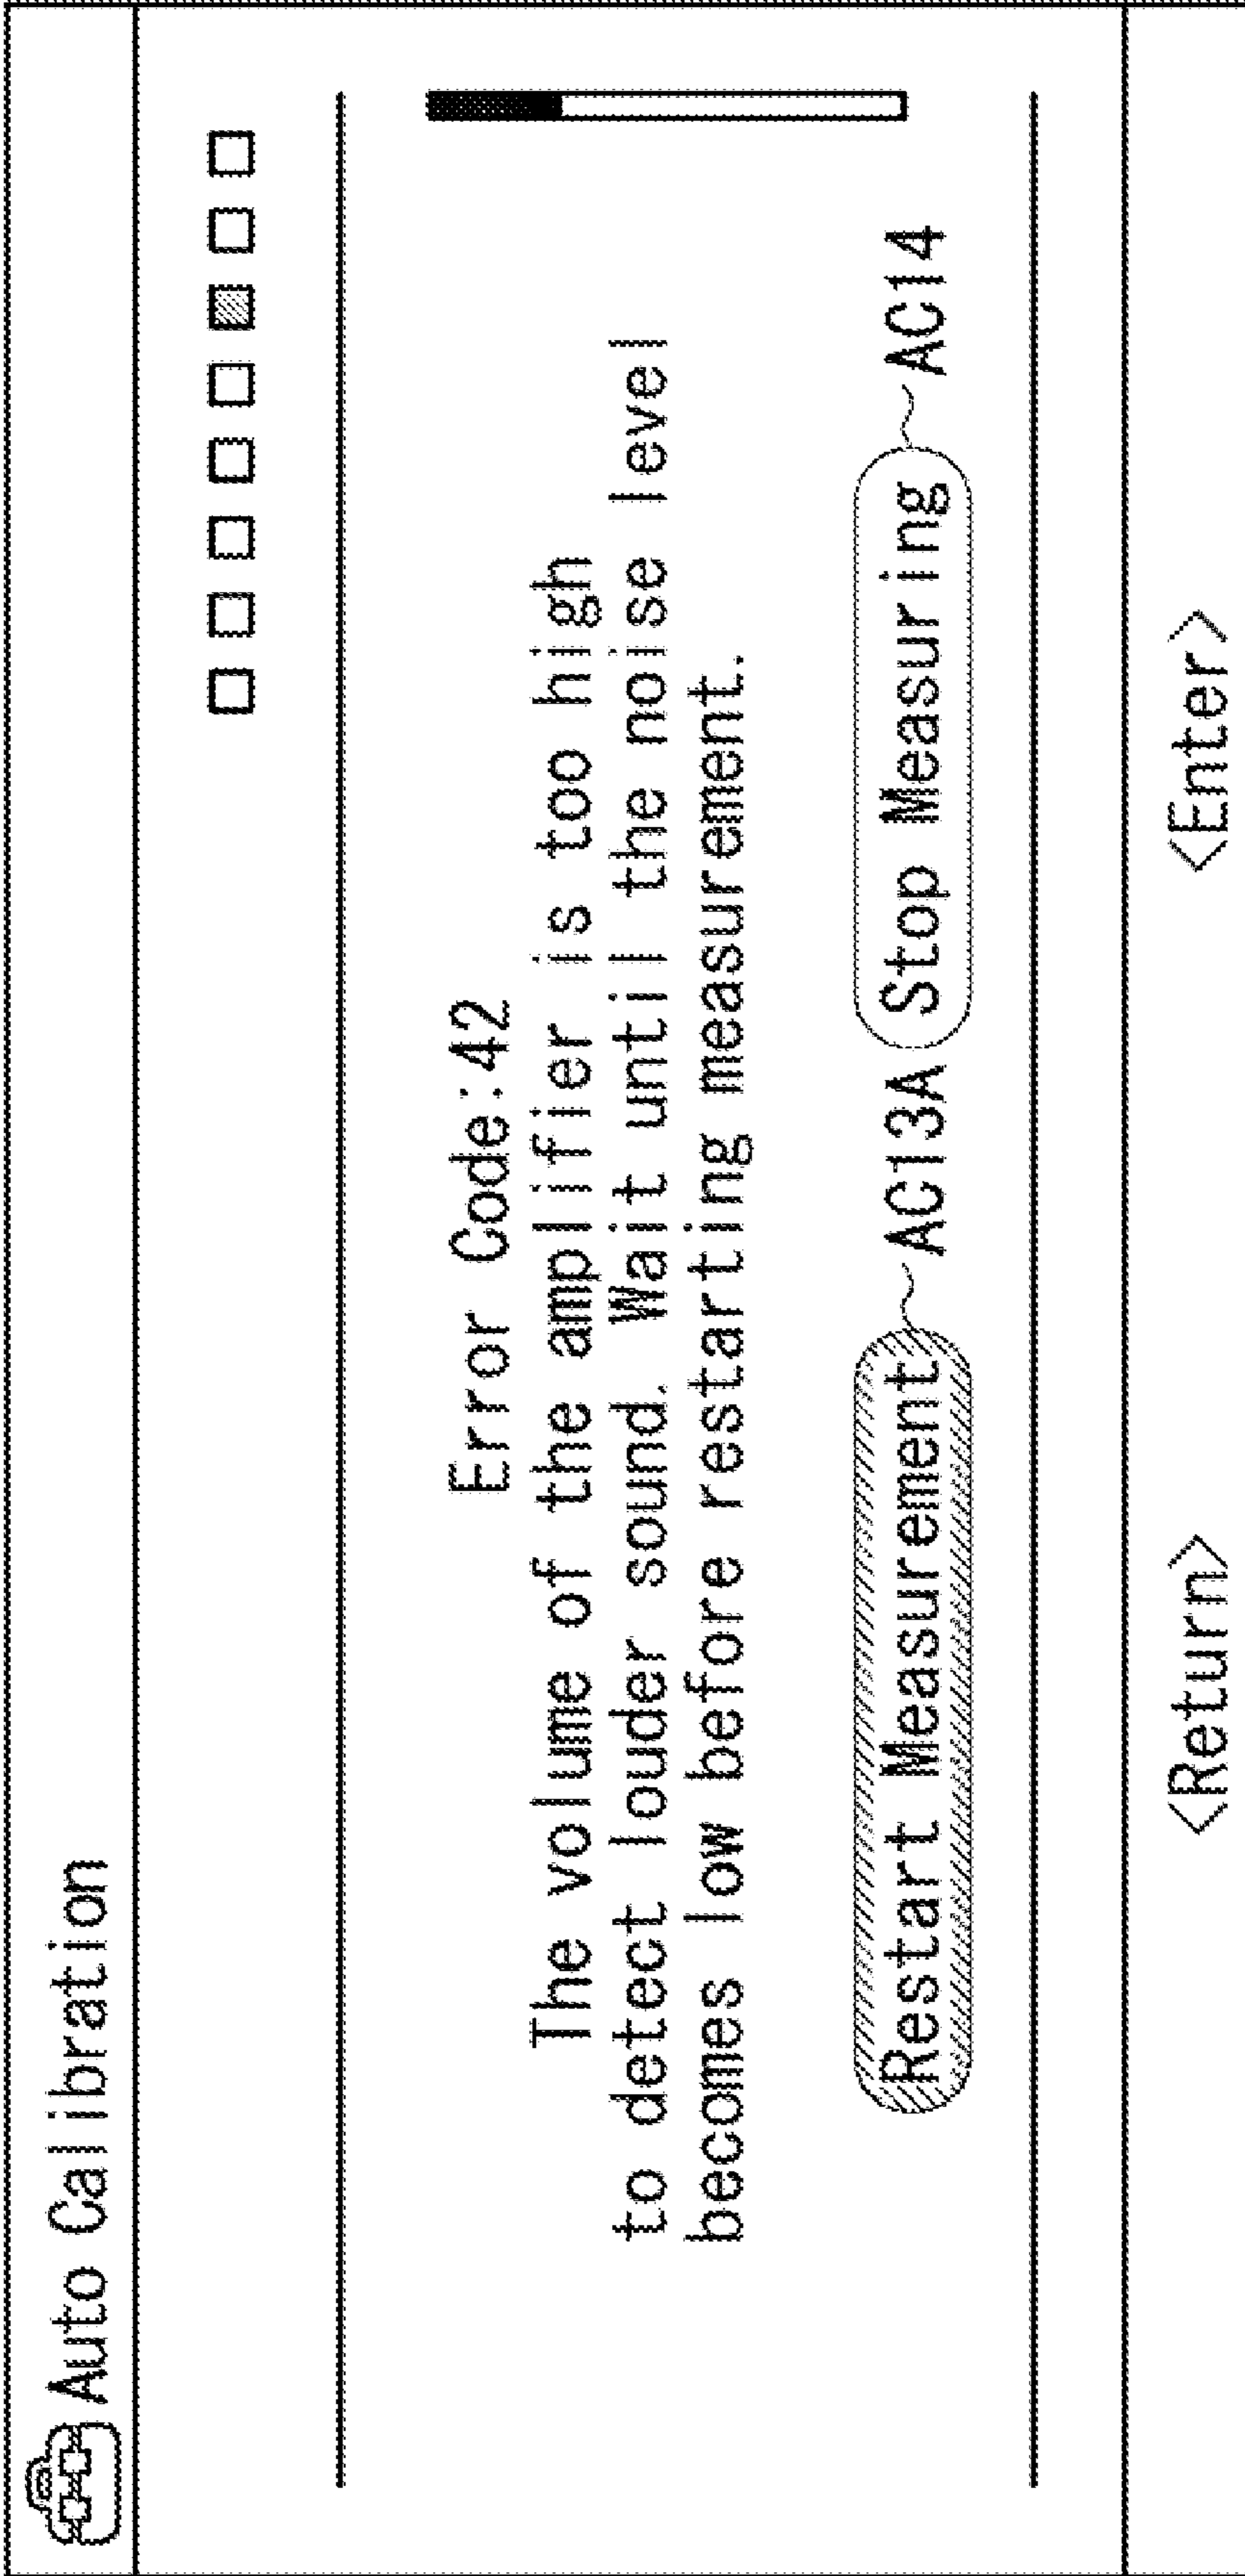 Auto Calibration
Error Code:42
The volume of the amplifier is too high
to detect louder sound. Wait until the noise level
becomes low before restarting measurement.
Restart Measurement AC13A Stop Measuring AC14
<Return> <Enter>